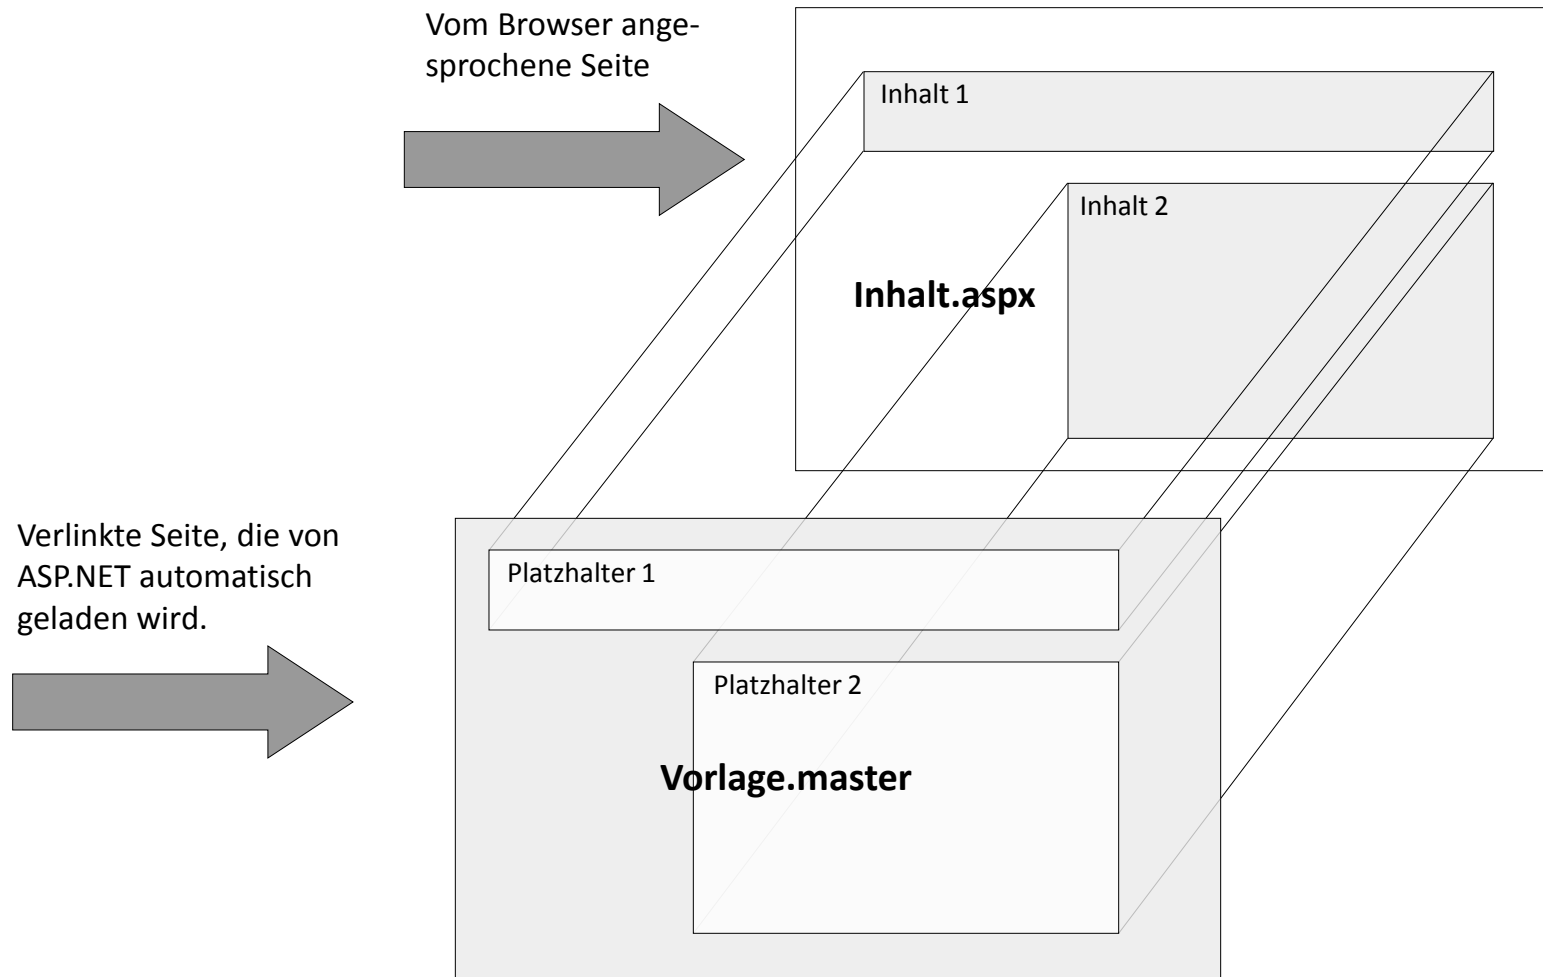 Vom Browser ange-
sprochene Seite
Inhalt 1
Inhalt 2
Inhalt.aspx
Verlinkte Seite, die von
ASP.NET automatisch
geladen wird.
Platzhalter 1
Platzhalter 2
Vorlage.master